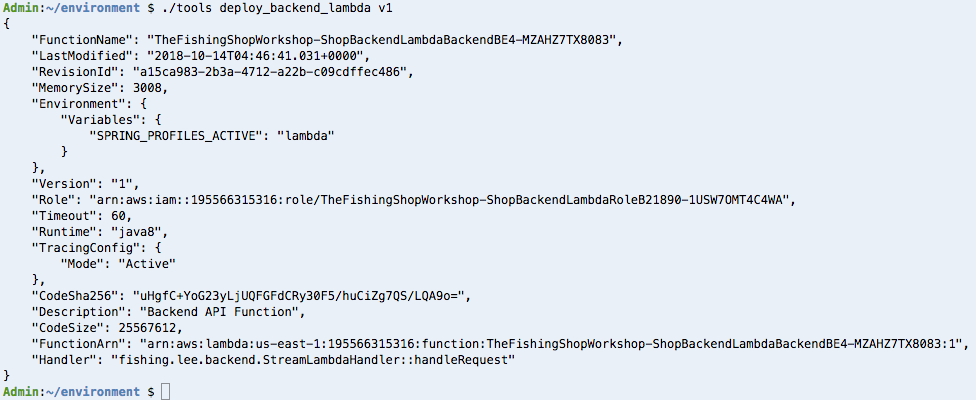 Admin:~/environment $ ./tools deploy_backend_lambda v1
{
    "FunctionName": "TheFishingShopWorkshop-ShopBackendLambdaBackendBE4-MZAHZ7TX8083",
    "LastModified": "2018-10-14T04:46:41.031+0000",
    "RevisionId": "a15ca983-2b3a-4712-a22b-c09cdffec486",
    "MemorySize": 3008,
    "Environment": {
        "Variables": {
            "SPRING_PROFILES_ACTIVE": "lambda"
        }
    },
    "Version": "1",
    "Role": "arn:aws:iam::195566315316:role/TheFishingShopWorkshop-ShopBackendLambdaRoleB21890-1USW7OMT4C4WA",
    "Timeout": 60,
    "Runtime": "java8",
    "TracingConfig": {
        "Mode": "Active"
    },
    "CodeSha256": "uHgfC+YoG23yLjUQFGFdCRy30F5/huCiZg7QS/LQA9o=",
    "Description": "Backend API Function",
    "CodeSize": 25567612,
    "FunctionArn": "arn:aws:lambda:us-east-1:195566315316:function:TheFishingShopWorkshop-ShopBackendLambdaBackendBE4-MZAHZ7TX8083:1",
    "Handler": "fishing.lee.backend.StreamLambdaHandler::handleRequest"
}
Admin:~/environment $